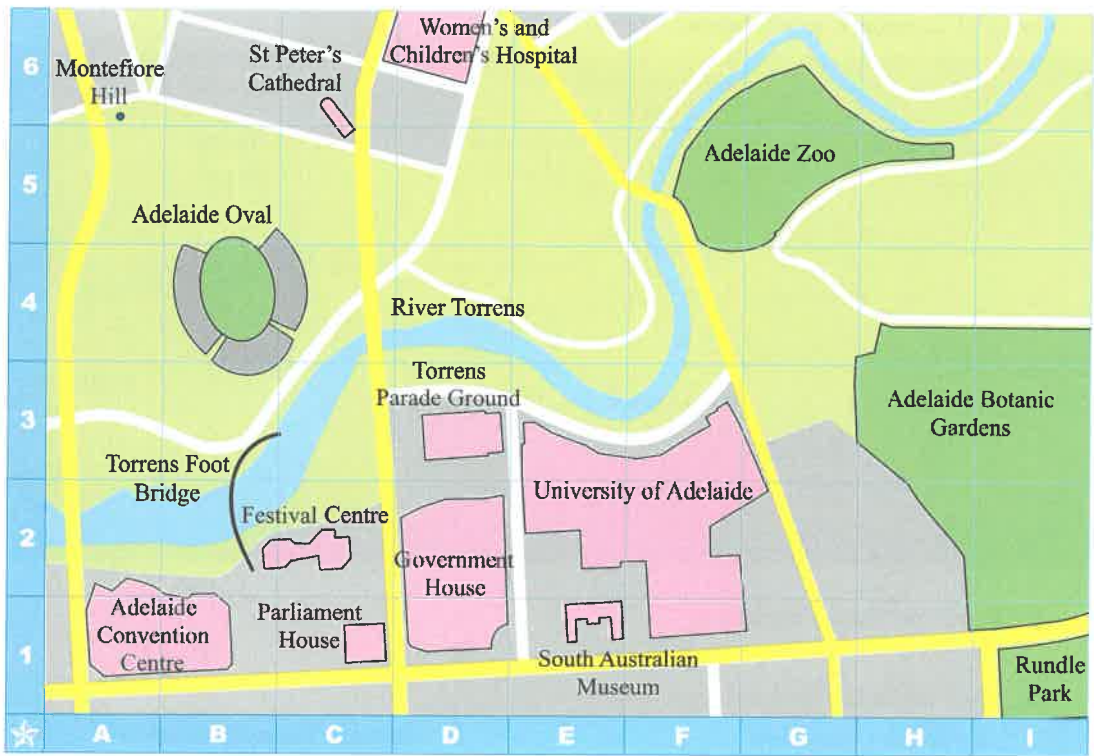 Women's and
Children's Hospital
St Peter's
Cathedral
Montefiore
Hill
6
Adelaide Zoo
5
Adelaide Oval
4
River Torrens
Torrens
Parade Ground
3
Adelaide Botanic
Gardens
Torrens Foot
Bridge
University of Adelaide
Festival Centre
2
Government
House
Adelaide
Convention
Centre
Parliament
House
1
South Australian
Museum
Rundle
Park
A B C D E F G H I